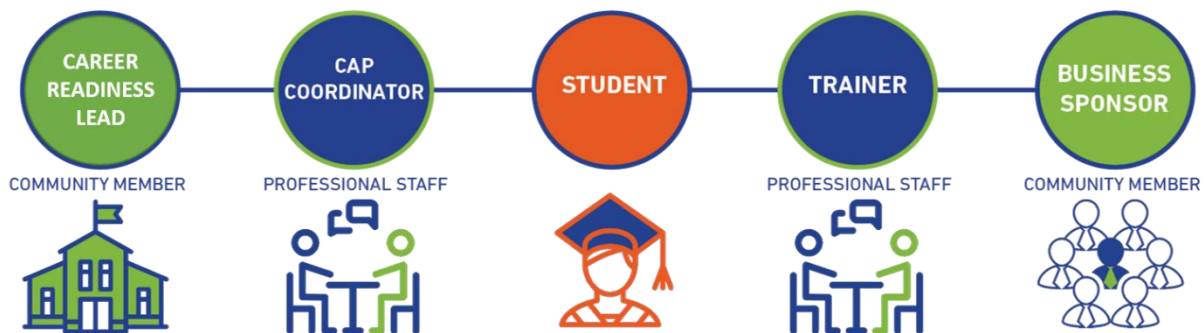 CAREER
READINESS
LEAD
CAP
COORDINATOR
STUDENT
TRAINER
BUSINESS
SPONSOR
COMMUNITY MEMBER
PROFESSIONAL STAFF
PROFESSIONAL STAFF
COMMUNITY MEMBER